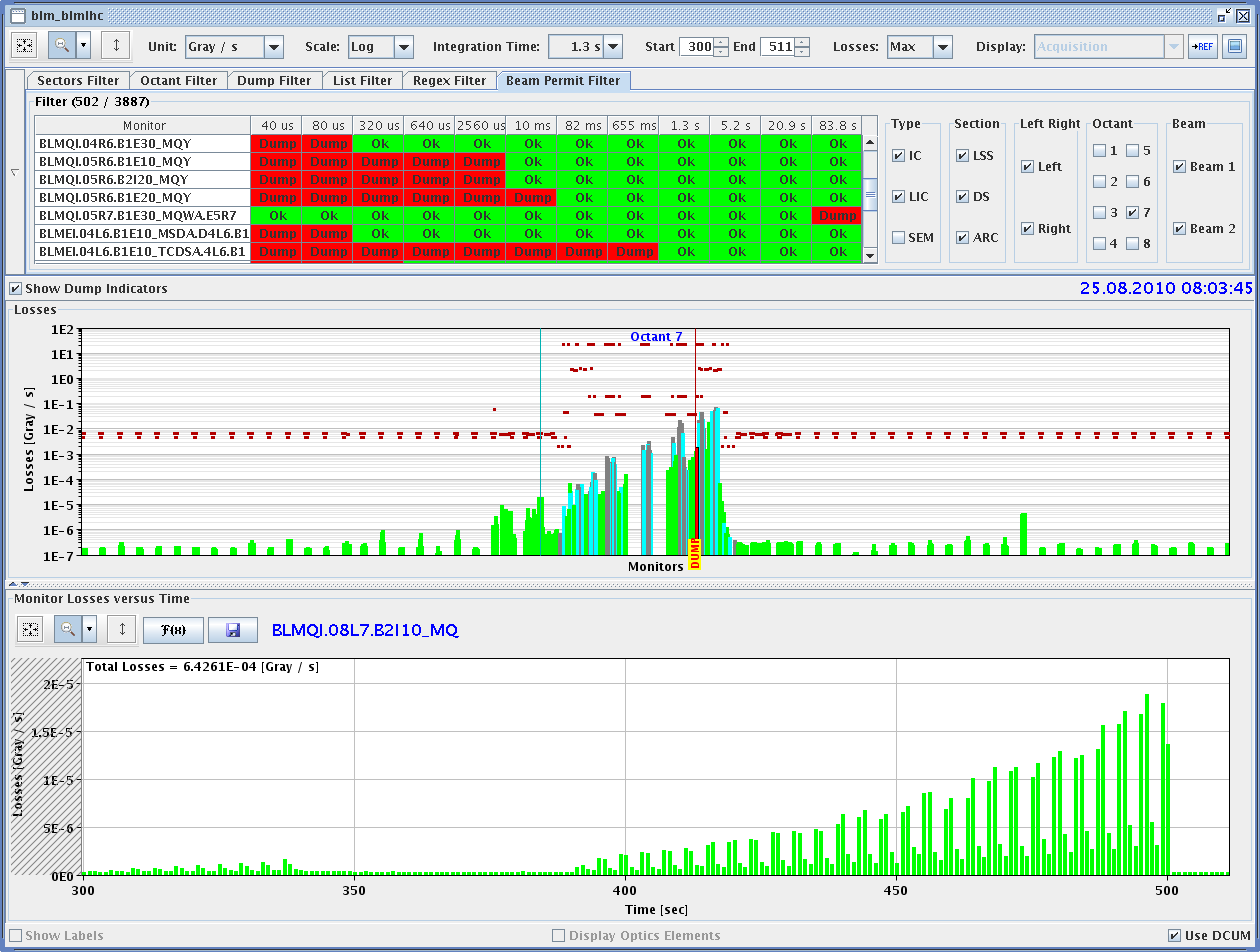 blm_blmlhc
Unit: Gray / s Scale: Log Integration Time: 1.3 s Start 300 End 511 Losses: Max Display: Acquisition →REF
Sectors Filter Octant Filter Dump Filter List Filter Regex Filter Beam Permit Filter
Filter (502 / 3887)
Monitor 40 us 80 us 320 us 640 us 2560 us 10 ms 82 ms 655 ms 1.3 s 5.2 s 20.9 s 83.8 s
BLMQI.04R6.B1E30_MQY Dump Dump Ok Ok Ok Ok Ok Ok Ok Ok Ok Ok
BLMQI.05R6.B1E10_MQY Dump Dump Dump Dump Dump Ok Ok Ok Ok Ok Ok Ok
BLMQI.05R6.B2I20_MQY Dump Dump Dump Dump Dump Ok Ok Ok Ok Ok Ok Ok
BLMQI.05R6.B1E20_MQY Dump Dump Dump Dump Dump Dump Ok Ok Ok Ok Ok Ok
BLMQI.05R7.B1E30_MQWA.E5R7 Ok Ok Ok Ok Ok Ok Ok Ok Ok Ok Ok Dump
BLMEI.04L6.B1E10_MSDA.D4L6.B1 Dump Dump Ok Ok Ok Ok Ok Ok Ok Ok Ok Ok
BLMEI.04L6.B1E10_TCDSA.4L6.B1 Dump Dump Dump Dump Dump Dump Dump Dump Ok Ok Ok Ok
Type Section Left Right Octant Beam
IC LSS Left 1 5 Beam 1
2 6
LIC DS 3 7
SEM ARC Right 4 8 Beam 2
Show Dump Indicators 25.08.2010 08:03:45
Losses
Octant 7
1E2
1E1
1E0
1E-1
1E-2
1E-3
1E-4
1E-5
1E-6
1E-7
Losses [Gray / s]
DUMP
Monitors
Monitor Losses versus Time
F(x) BLMQI.08L7.B2I10_MQ
Total Losses = 6.4261E-04 [Gray / s]
2E-5
1.5E-5
1E-5
5E-6
0E0
Losses [Gray / s]
300 350 400 450 500
Time [sec]
Show Labels Display Optics Elements Use DCUM